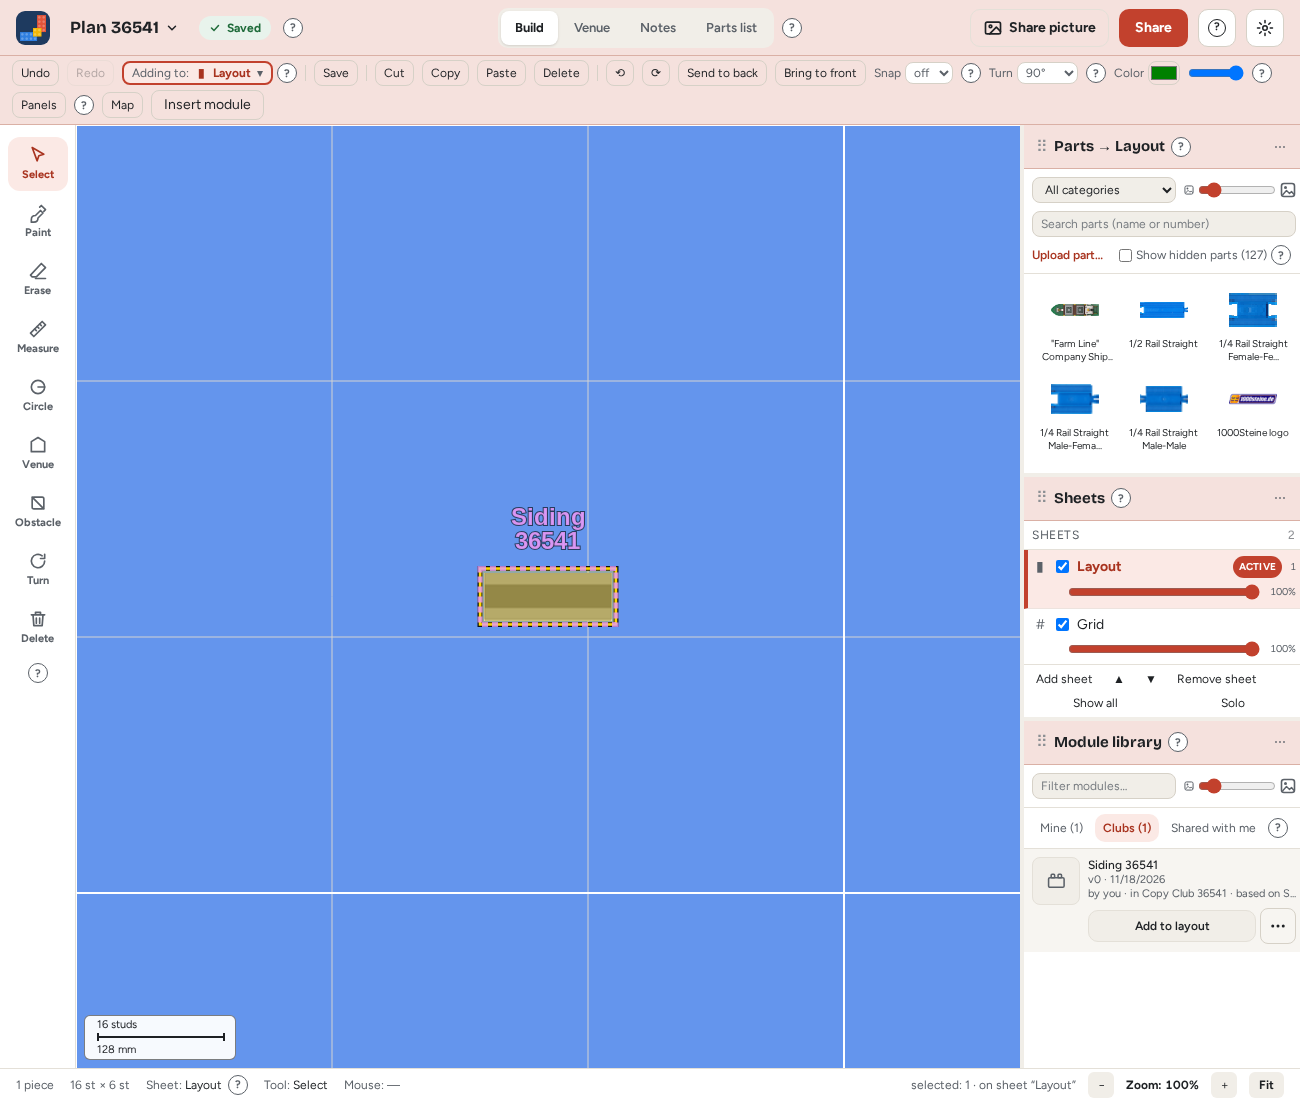 Plan 36541
Saved
?
Build
Venue
Notes
Parts list
?
Share picture
Share
?
Undo
Redo
Adding to: Layout ▾
?
Save
Cut
Copy
Paste
Delete
⟲
⟳
Send to back
Bring to front
Snap off
?
Turn 90°
?
Color
?
Panels
?
Map
Insert module
Select
Paint
Erase
Measure
Circle
Venue
Obstacle
Turn
Delete
?
Siding
36541
16 studs
128 mm
Parts → Layout
?
All categories
Search parts (name or number)
Upload part...
Show hidden parts (127)
?
"Farm Line"
Company Ship...
1/2 Rail Straight
1/4 Rail Straight
Female-Fe...
1/4 Rail Straight
Male-Fema...
1/4 Rail Straight
Male-Male
1000Steine logo
Sheets
?
SHEETS
2
Layout
ACTIVE
1
100%
# Grid
100%
Add sheet
▲
▼
Remove sheet
Show all
Solo
Module library
?
Filter modules...
Mine (1)
Clubs (1)
Shared with me
?
Siding 36541
v0 · 11/18/2026
by you · in Copy Club 36541 · based on S...
Add to layout
1 piece
16 st × 6 st
Sheet: Layout
?
Tool: Select
Mouse: —
selected: 1 · on sheet “Layout”
−
Zoom: 100%
+
Fit